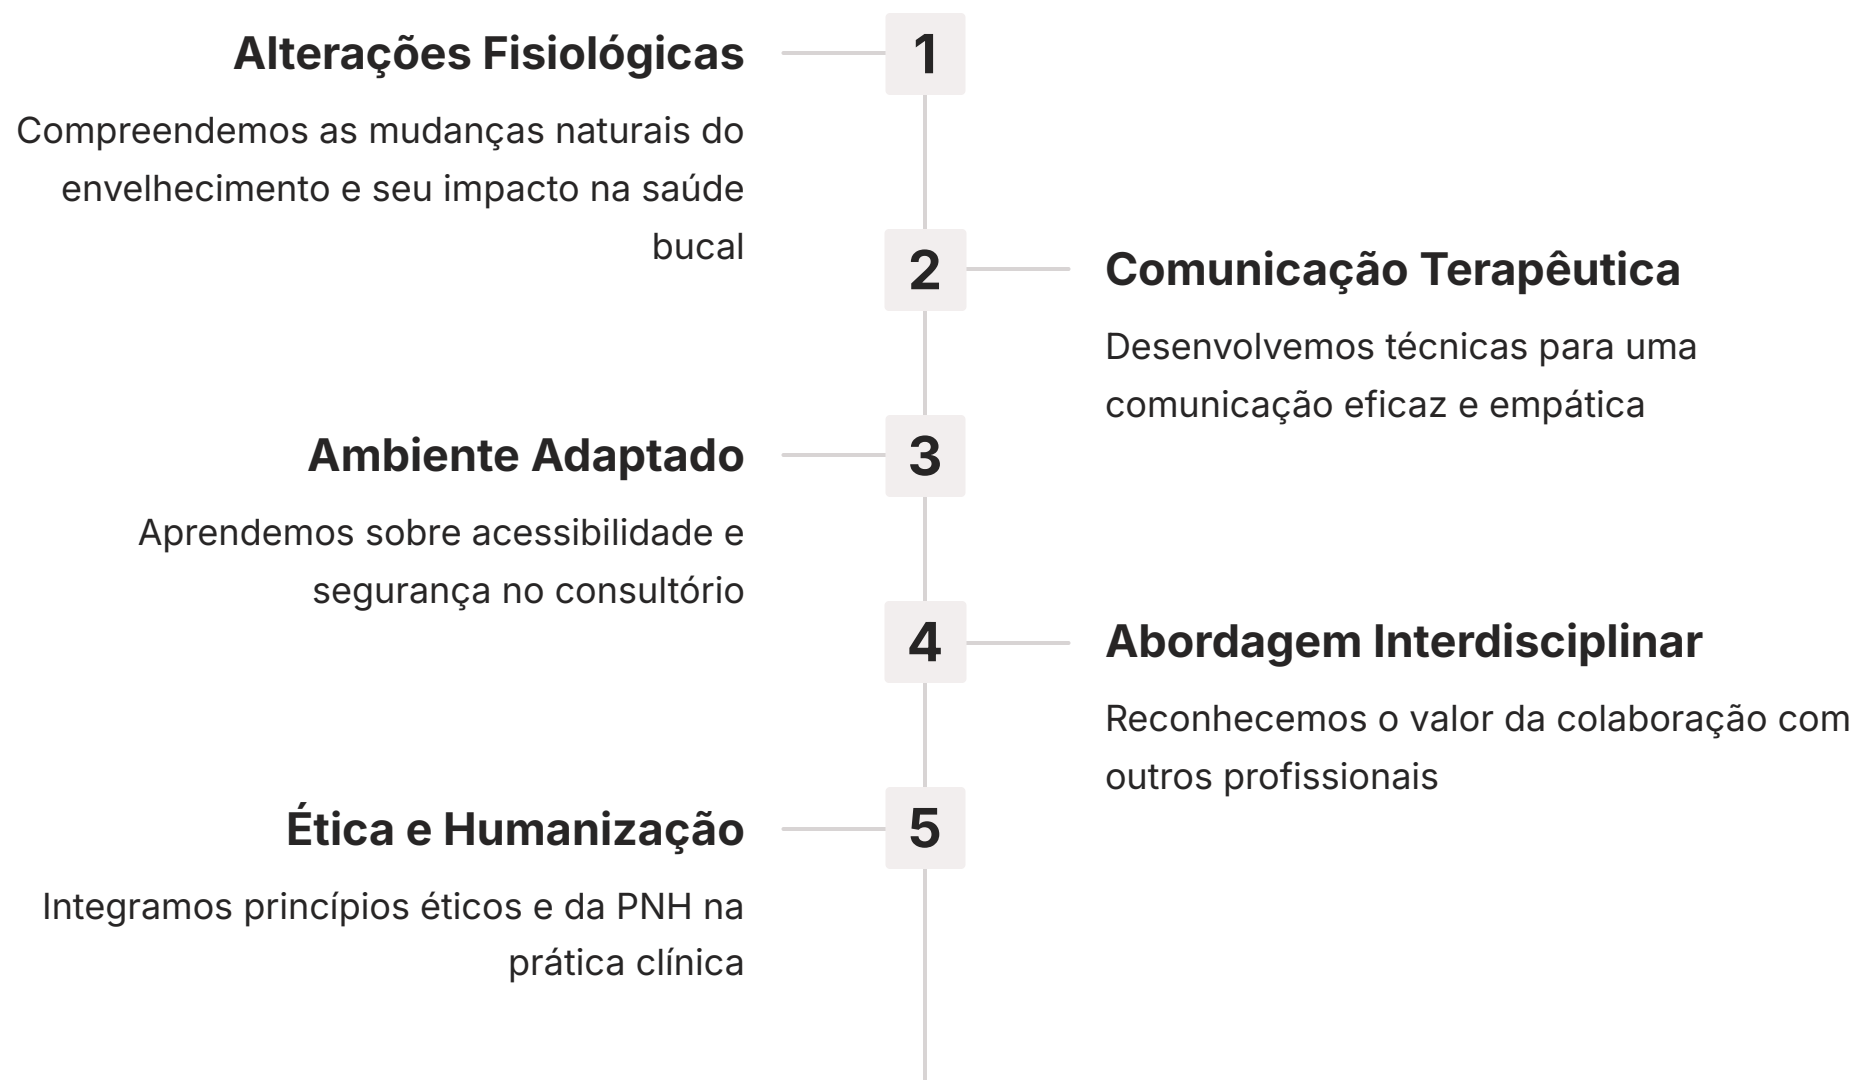 Alterações Fisiológicas
1
Compreendemos as mudanças naturais do
envelhecimento e seu impacto na saúde
bucal
2
Comunicação Terapêutica
Desenvolvemos técnicas para uma
comunicação eficaz e empática
Ambiente Adaptado
3
Aprendemos sobre acessibilidade e
segurança no consultório
4
Abordagem Interdisciplinar
Reconhecemos o valor da colaboração com
outros profissionais
Ética e Humanização
5
Integramos princípios éticos e da PNH na
prática clínica